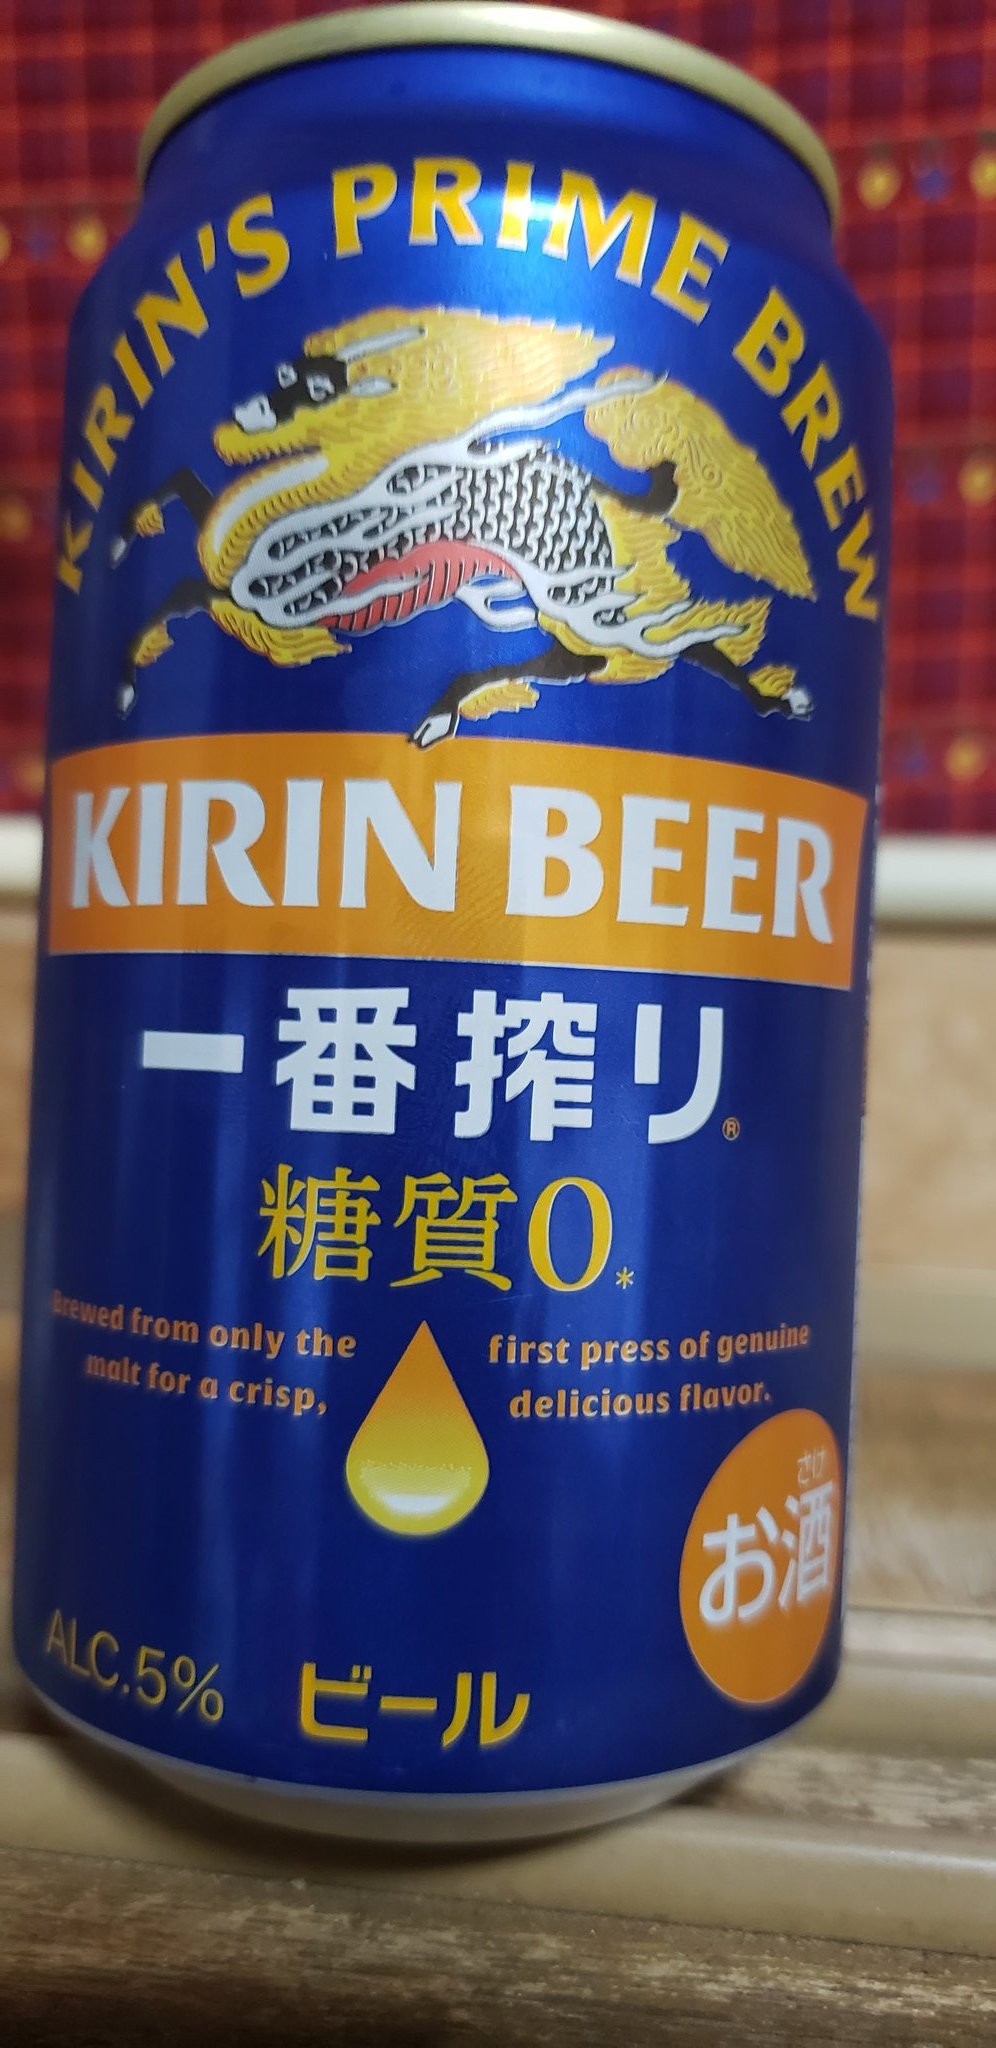 KIRIN'S PRIME BREW
KIRIN BEER
一番搾り®
糖質0*
Brewed from only the first press of genuine
malt for a crisp, delicious flavor.
さけ
お酒
ALC.5%
ビール